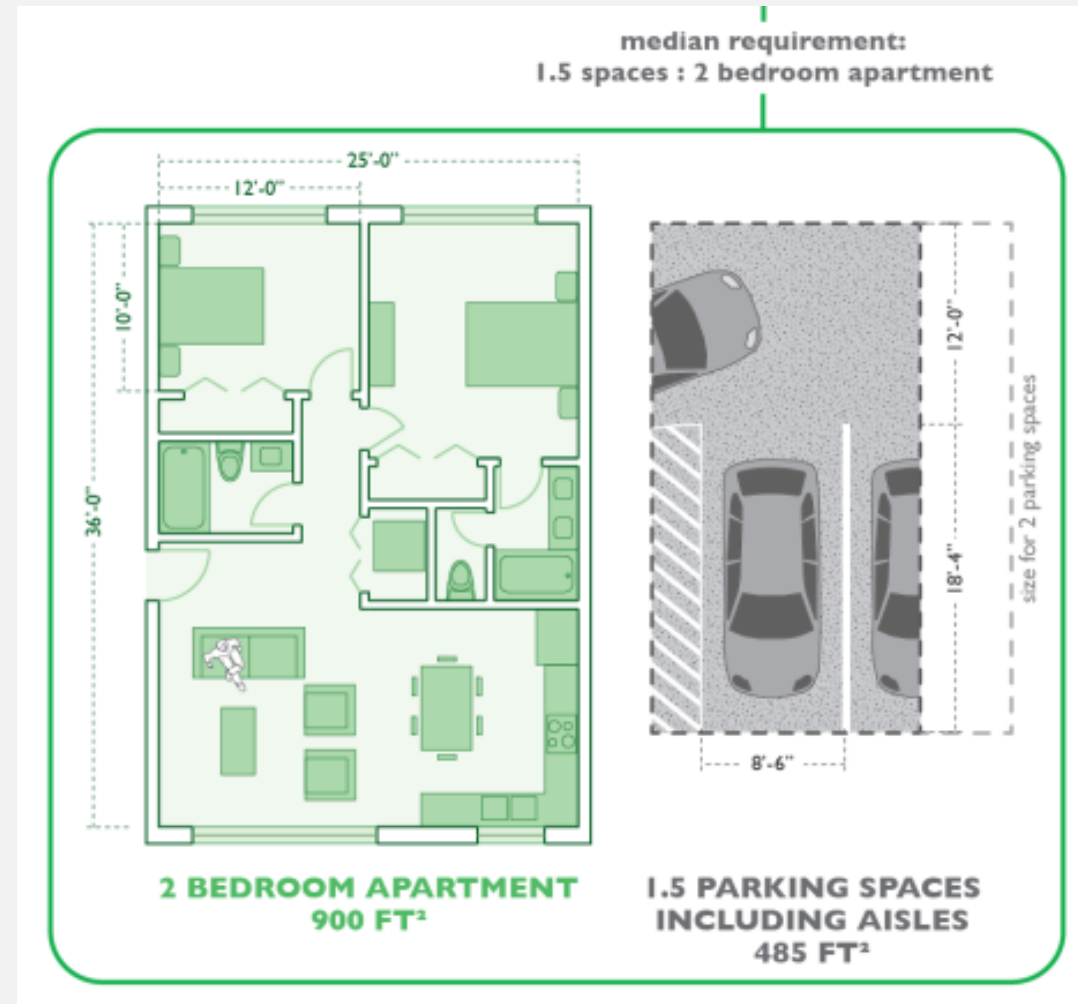 median requirement:
1.5 spaces : 2 bedroom apartment
25'-0"
12'-0"
10'-0"
36'-0"
12'-0"
18'-4"
size for 2 parking spaces
8'-6"
2 BEDROOM APARTMENT
900 FT²
1.5 PARKING SPACES
INCLUDING AISLES
485 FT²